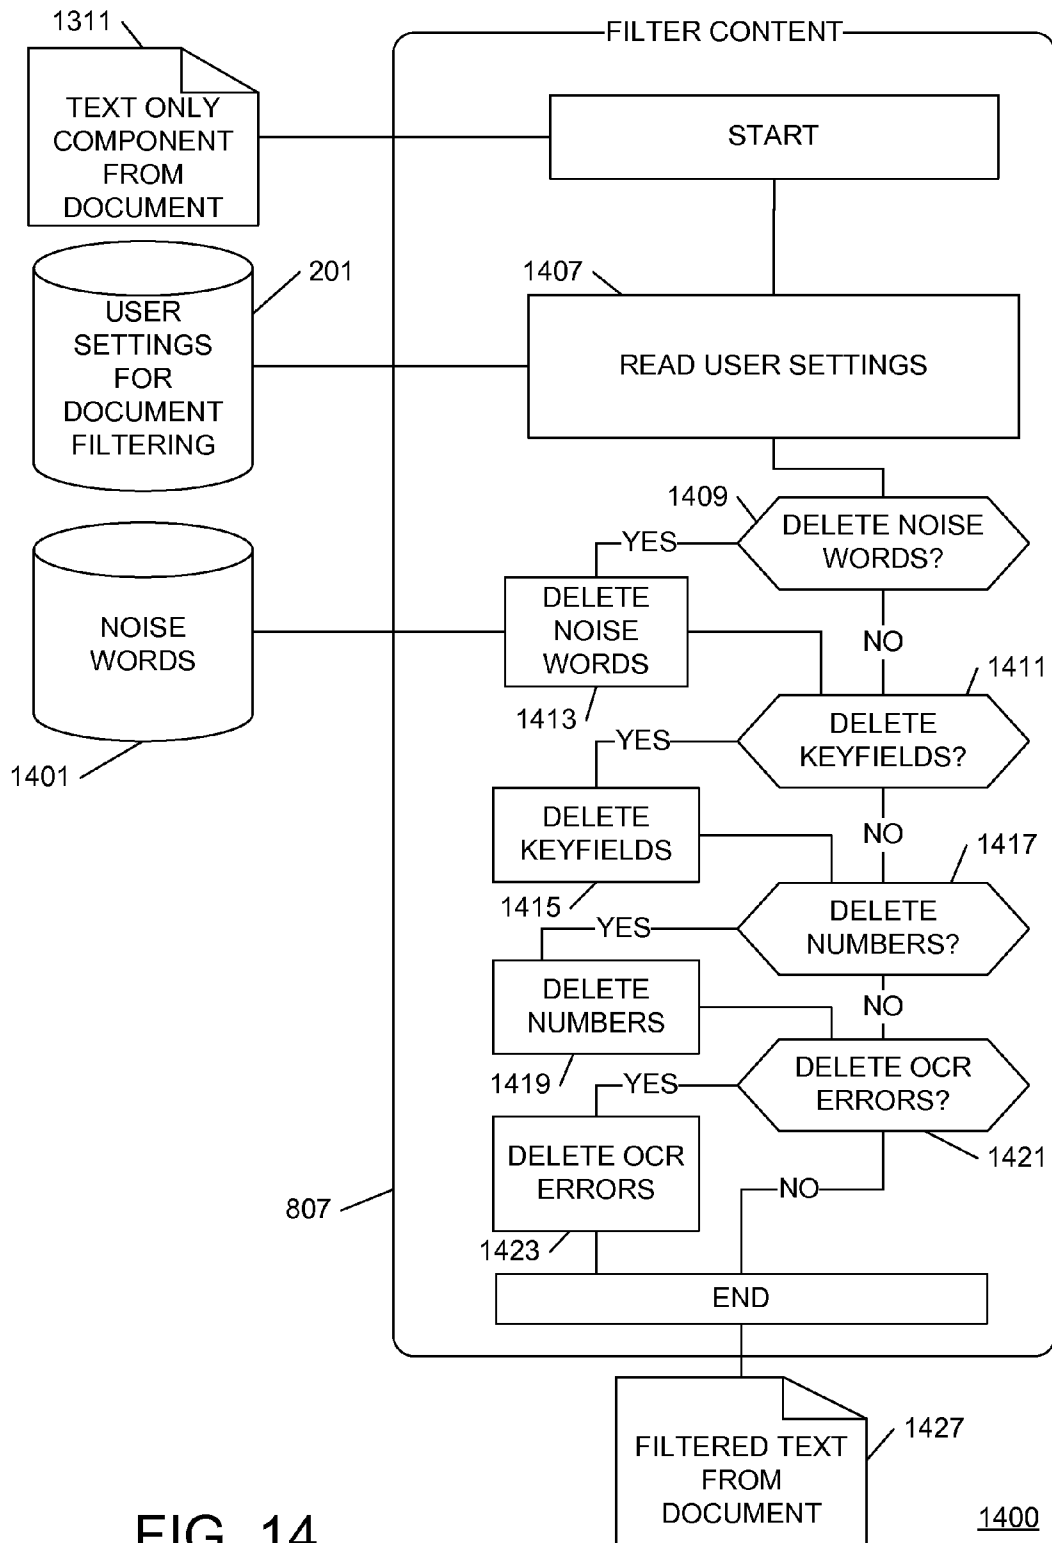 1311
FILTER CONTENT
TEXT ONLY
COMPONENT
FROM
DOCUMENT
START
201
USER
SETTINGS
FOR
DOCUMENT
FILTERING
1407
READ USER SETTINGS
1409
DELETE NOISE
WORDS?
YES
NO
NOISE
WORDS
1401
DELETE
NOISE
WORDS
1413
1411
DELETE
KEYFIELDS?
YES
NO
DELETE
KEYFIELDS
1415
1417
DELETE
NUMBERS?
YES
NO
DELETE
NUMBERS
1419
DELETE OCR
ERRORS?
YES
1421
NO
DELETE OCR
ERRORS
807
1423
END
FILTERED TEXT
FROM
DOCUMENT
1427
FIG. 14
1400